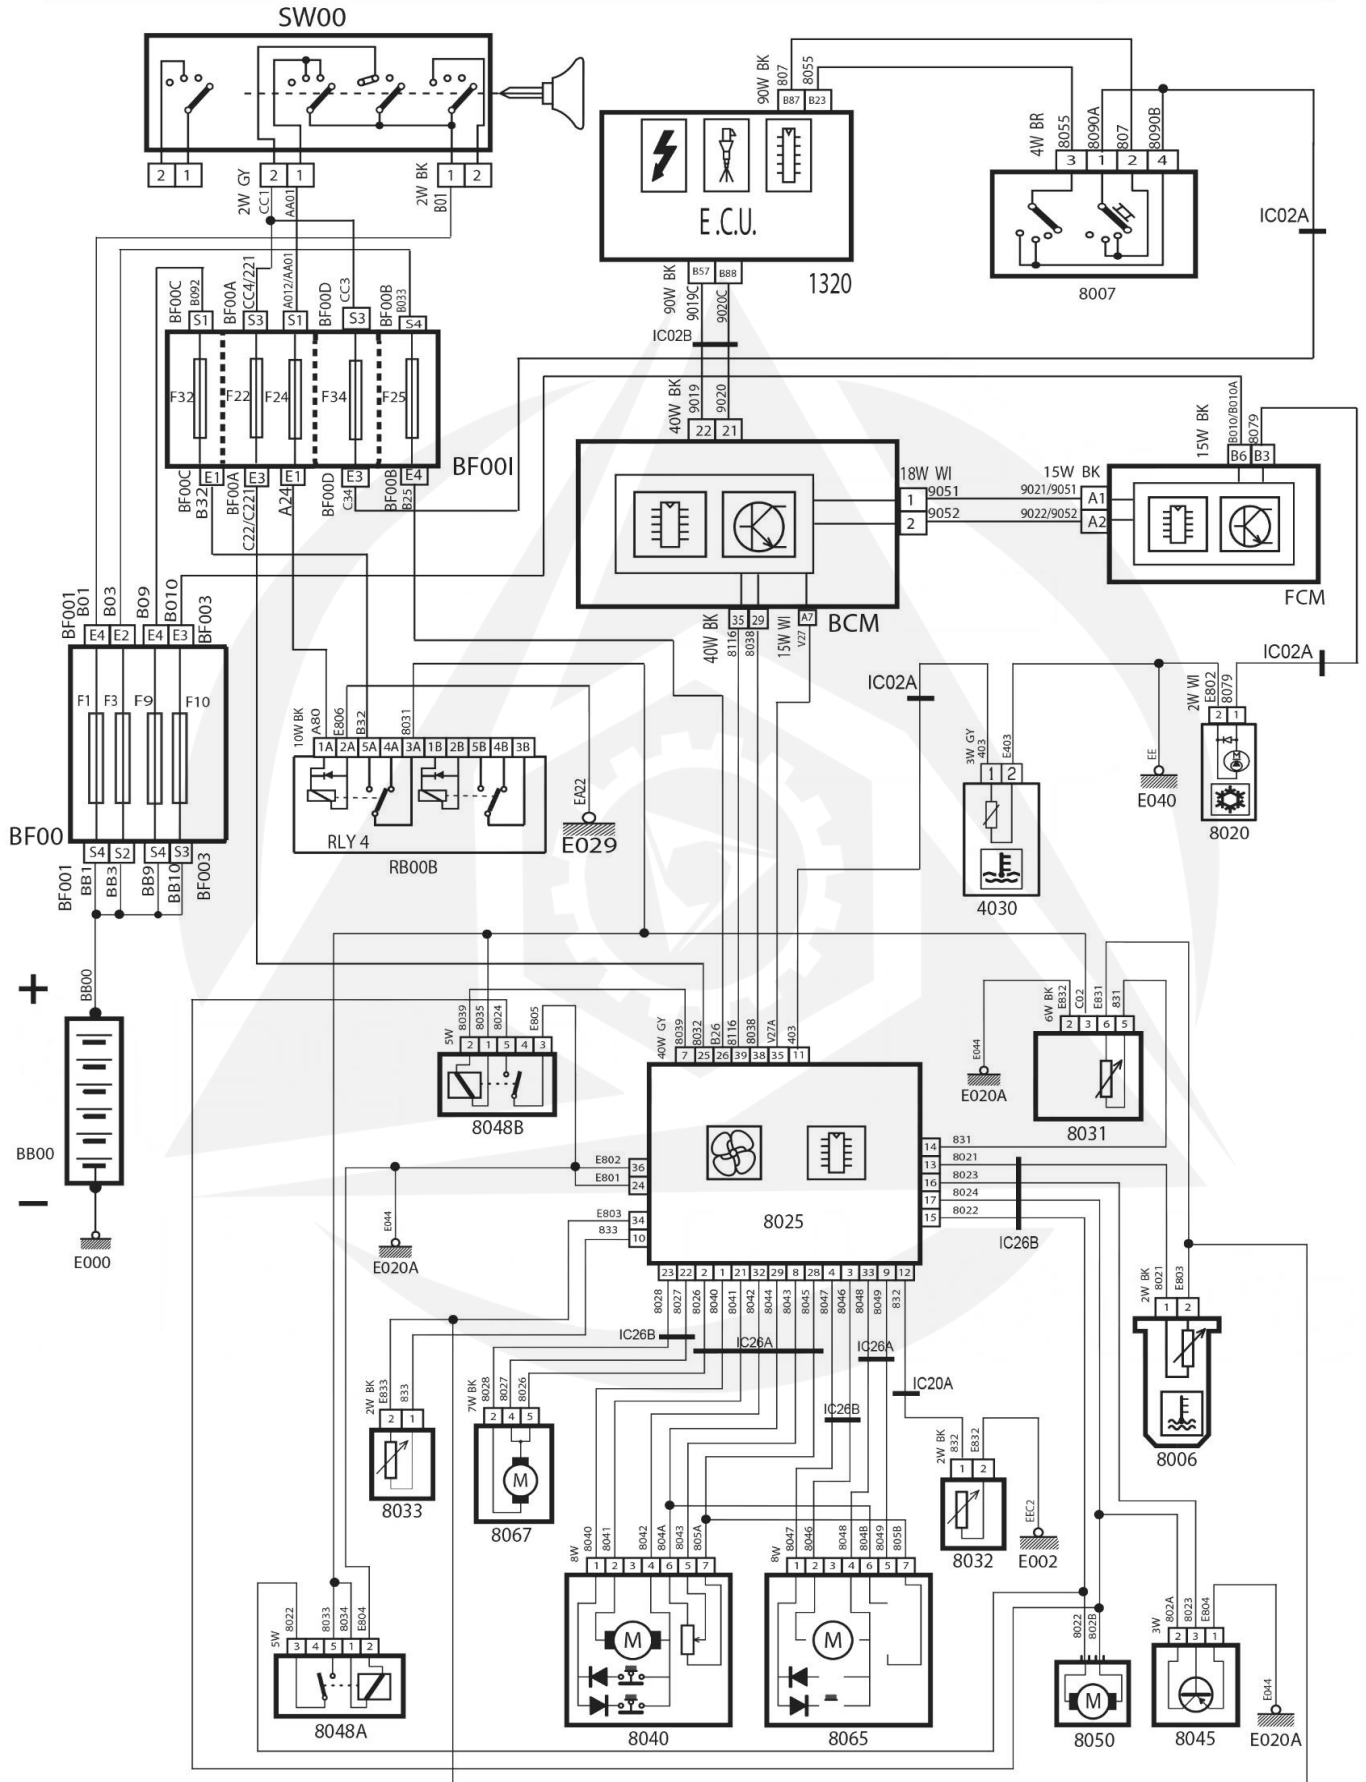 SW00
2 1
2 1
1 2
2W GY
CC1
AA01
2W BK
B01
90W BK
807
8055
B87 B23
E.C.U.
1320
B57 B88
90W BK
9019C
9020C
IC02B
4W BR
8055
8090A
807
8090B
3 1 2 4
8007
IC02A
BF00C
B092
BF00A
CC4/221
A012/AA01
BF00D
CC3
BF00B
B033
S1 S3 S1 S3 S4
F32 F22 F24 F34 F25
BF00I
E1 E3 E1 E3 E4
BF00C
B32
BF00A
C22/C221
A24
BF00D
C34
BF00B
B25
40W BK
9019
9020
22 21
18W WI
1 9051
2 9052
15W BK
9021/9051 A1
9022/9052 A2
15W BK
B010/B010A
8079
B6 B3
FCM
BCM
35 29
A7
40W BK
8116
8038
15W WI
V27
BF001
B01
B03
B09
B010
BF003
E4 E2 E4 E3
F1 F3 F9 F10
BF00
S4 S2 S4 S3
BF001
BB1
BB3
BB9
BB10
BF003
10W BK
A80
E806
B32
8031
1A 2A 5A 4A 3A 1B 2B 5B 4B 3B
RLY 4
RB00B
EA22
E029
IC02A
3W GY
403
E403
1 2
4030
EE
E040
IC02A
2W WI
E802
8079
2 1
8020
+
BB00
BB00
−
E000
5W
8039
8035
8024
E805
2 1 5 4 3
8048B
40W GY
8039
8032
B26
8116
8038
V27A
403
7 25 26 39 38 35 11
8025
E802 36
E801 24
E803 34
833 10
14 831
13 8021
16 8023
17 8024
15 8022
IC26B
E044
E020A
6W BK
E832
C02
E831
831
2 3 6 5
8031
E044
E020A
23 22 2 1 21 32 29 8 28 4 3 33 9 12
8028
8027
8026
8040
8041
8042
8044
8043
8045
8047
8046
8048
8049
832
IC26B
IC26A
IC26A
IC20A
IC26B
2W BK
E833
833
2 1
8033
7W BK
8028
8027
8026
2 4 5
M
8067
2W BK
832
E832
1 2
8032
EEC2
E002
2W BK
8021
E803
1 2
8006
5W
8022
8033
8034
E804
3 4 5 1 2
8048A
8W
8040
8041
8042
804A
8043
805A
1 2 3 4 6 5 7
M
8040
8W
8047
8046
8048
804B
8049
805B
1 2 3 4 6 5 7
M
8065
8022
802B
M
8050
3W
802A
8023
E804
2 3 1
8045
E044
E020A